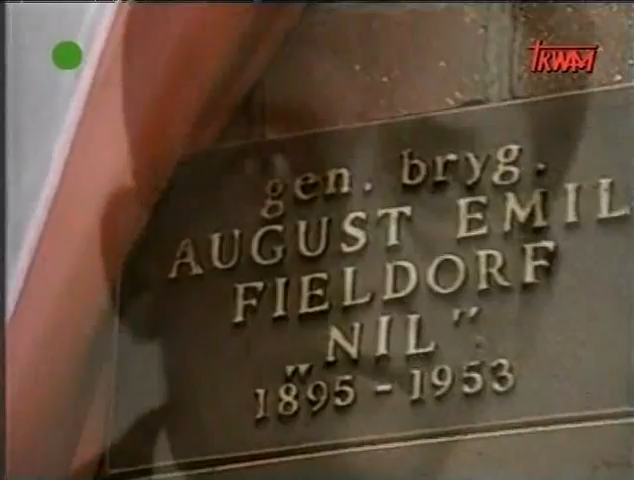 TRWAM
gen. bryg.
AUGUST EMIL
FIELDORF
„NIL”
1895 - 1953